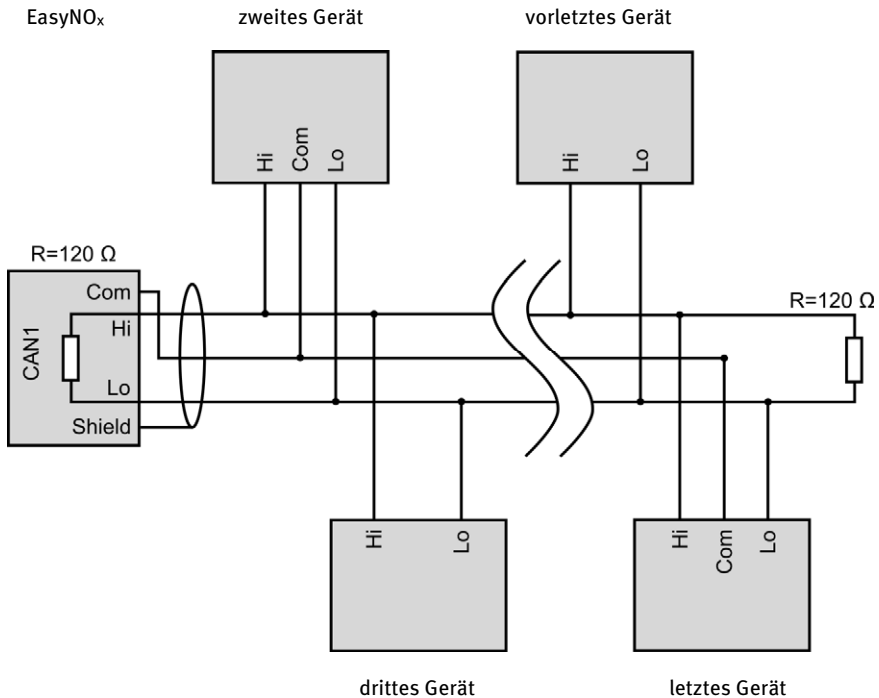 EasyNOₓ
zweites Gerät
vorletztes Gerät
Hi
Com
Lo
Hi
Lo
R=120 Ω
Com
Hi
CAN1
Lo
Shield
R=120 Ω
Hi
Lo
Hi
Com
Lo
drittes Gerät
letztes Gerät